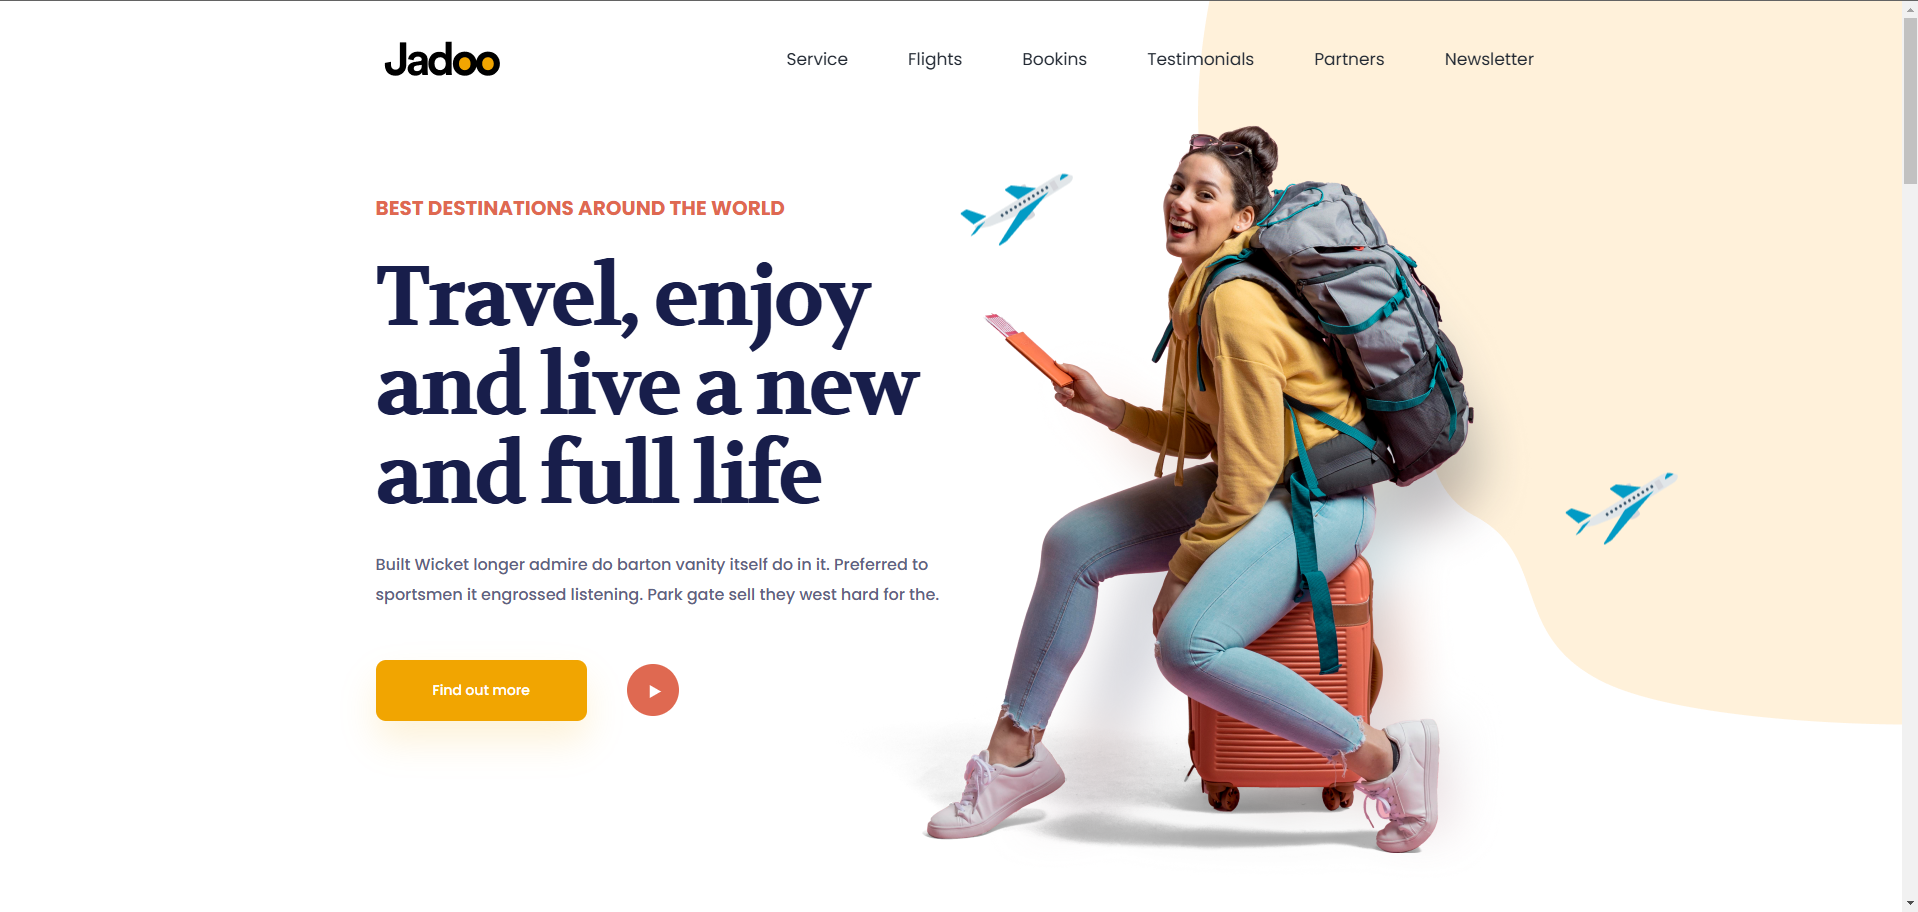 Jadoo
Service Flights Bookins Testimonials Partners Newsletter
BEST DESTINATIONS AROUND THE WORLD
Travel, enjoy
and live a new
and full life
Built Wicket longer admire do barton vanity itself do in it. Preferred to
sportsmen it engrossed listening. Park gate sell they west hard for the.
Find out more